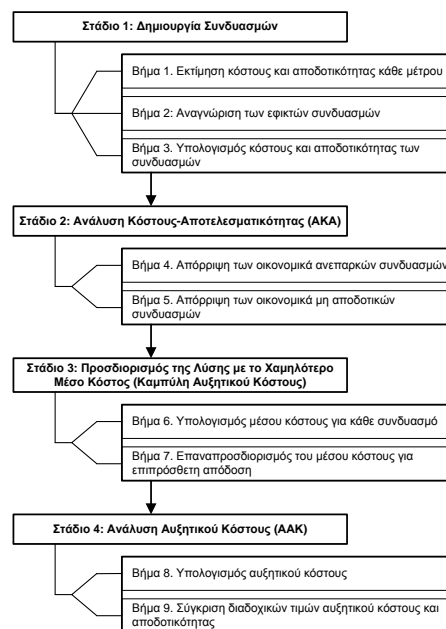 Στάδιο 1: Δημιουργία Συνδυασμών
Βήμα 1. Εκτίμηση κόστους και αποδοτικότητας κάθε μέτρου
Βήμα 2: Αναγνώριση των εφικτών συνδυασμών
Βήμα 3. Υπολογισμός κόστους και αποδοτικότητας των
συνδυασμών
Στάδιο 2: Ανάλυση Κόστους-Αποτελεσματικότητας (ΑΚΑ)
Βήμα 4. Απόρριψη των οικονομικά ανεπαρκών συνδυασμών
Βήμα 5. Απόρριψη των οικονομικά μη αποδοτικών
συνδυασμών
Στάδιο 3: Προσδιορισμός της Λύσης με το Χαμηλότερο
Μέσο Κόστος (Καμπύλη Αυξητικού Κόστους)
Βήμα 6. Υπολογισμός μέσου κόστους για κάθε συνδυασμό
Βήμα 7. Επαναπροσδιορισμός του μέσου κόστους για
επιπρόσθετη απόδοση
Στάδιο 4: Ανάλυση Αυξητικού Κόστους (ΑΑΚ)
Βήμα 8. Υπολογισμός αυξητικού κόστους
Βήμα 9. Σύγκριση διαδοχικών τιμών αυξητικού κόστους και
αποδοτικότητας